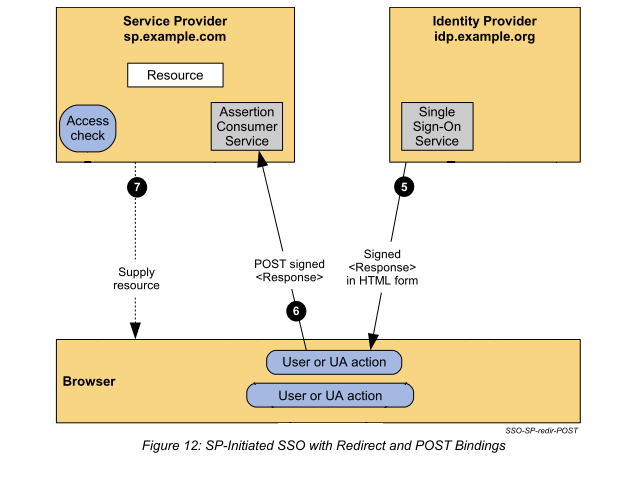 Service Provider
sp.example.com
Identity Provider
idp.example.org
Resource
Access
check
Assertion
Consumer
Service
Single
Sign-On
Service
7
5
Supply
resource
POST signed
<Response>
Signed
<Response>
in HTML form
6
User or UA action
Browser
User or UA action
SSO-SP-redir-POST
Figure 12: SP-Initiated SSO with Redirect and POST Bindings